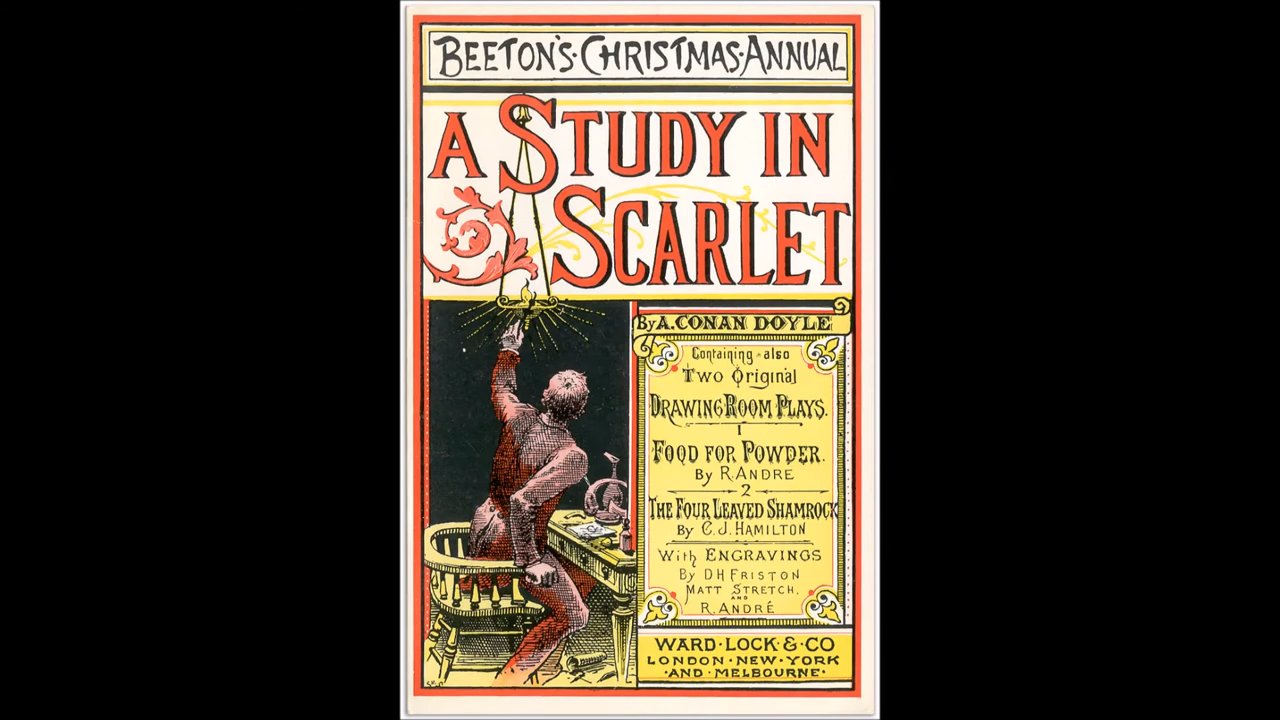 BEETON'S·CHRISTMAS·ANNUAL
A STUDY IN
SCARLET
By A. CONAN DOYLE
Containing also
Two Original
DRAWING ROOM PLAYS.
1
FOOD FOR POWDER.
By R. ANDRE
2
THE FOUR LEAVED SHAMROCK
By C. J. HAMILTON
With ENGRAVINGS
By D H FRISTON
MATT STRETCH,
AND
R. ANDRÉ
WARD·LOCK·&·CO
LONDON·NEW·YORK
·AND·MELBOURNE·